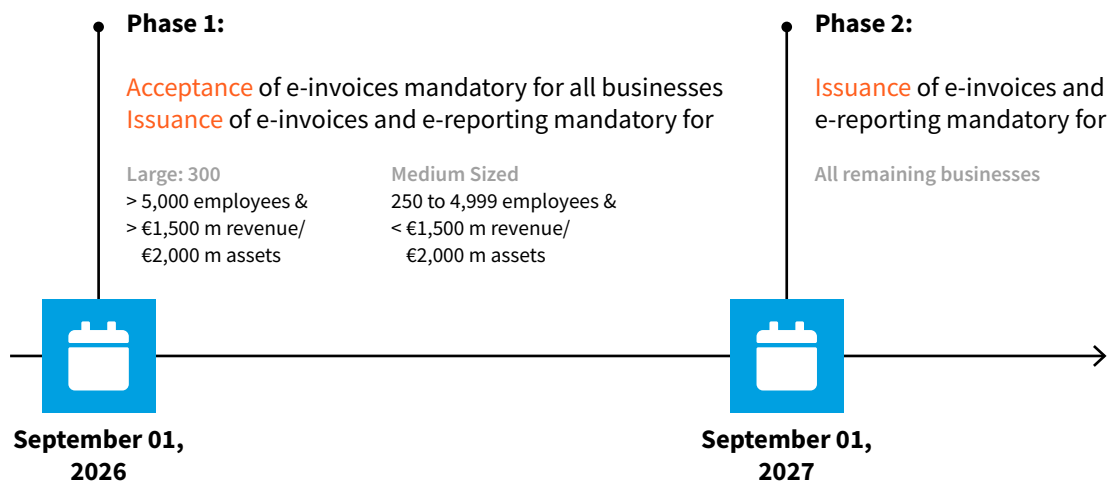 Phase 1:
Acceptance of e-invoices mandatory for all businesses
Issuance of e-invoices and e-reporting mandatory for
Large: 300
> 5,000 employees &
> €1,500 m revenue/
€2,000 m assets
Medium Sized
250 to 4,999 employees &
< €1,500 m revenue/
€2,000 m assets
September 01,
2026
Phase 2:
Issuance of e-invoices and
e-reporting mandatory for
All remaining businesses
September 01,
2027